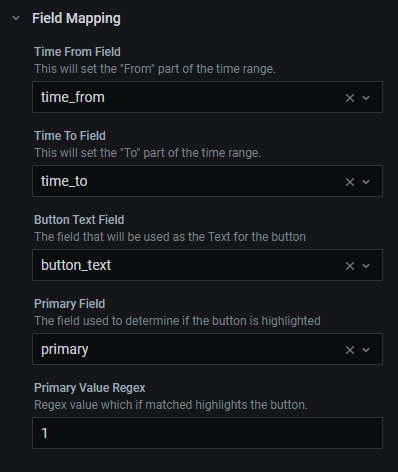 Field Mapping
Time From Field
This will set the "From" part of the time range.
time_from
Time To Field
This will set the "To" part of the time range.
time_to
Button Text Field
The field that will be used as the Text for the button
button_text
Primary Field
The field used to determine if the button is highlighted
primary
Primary Value Regex
Regex value which if matched highlights the button.
1